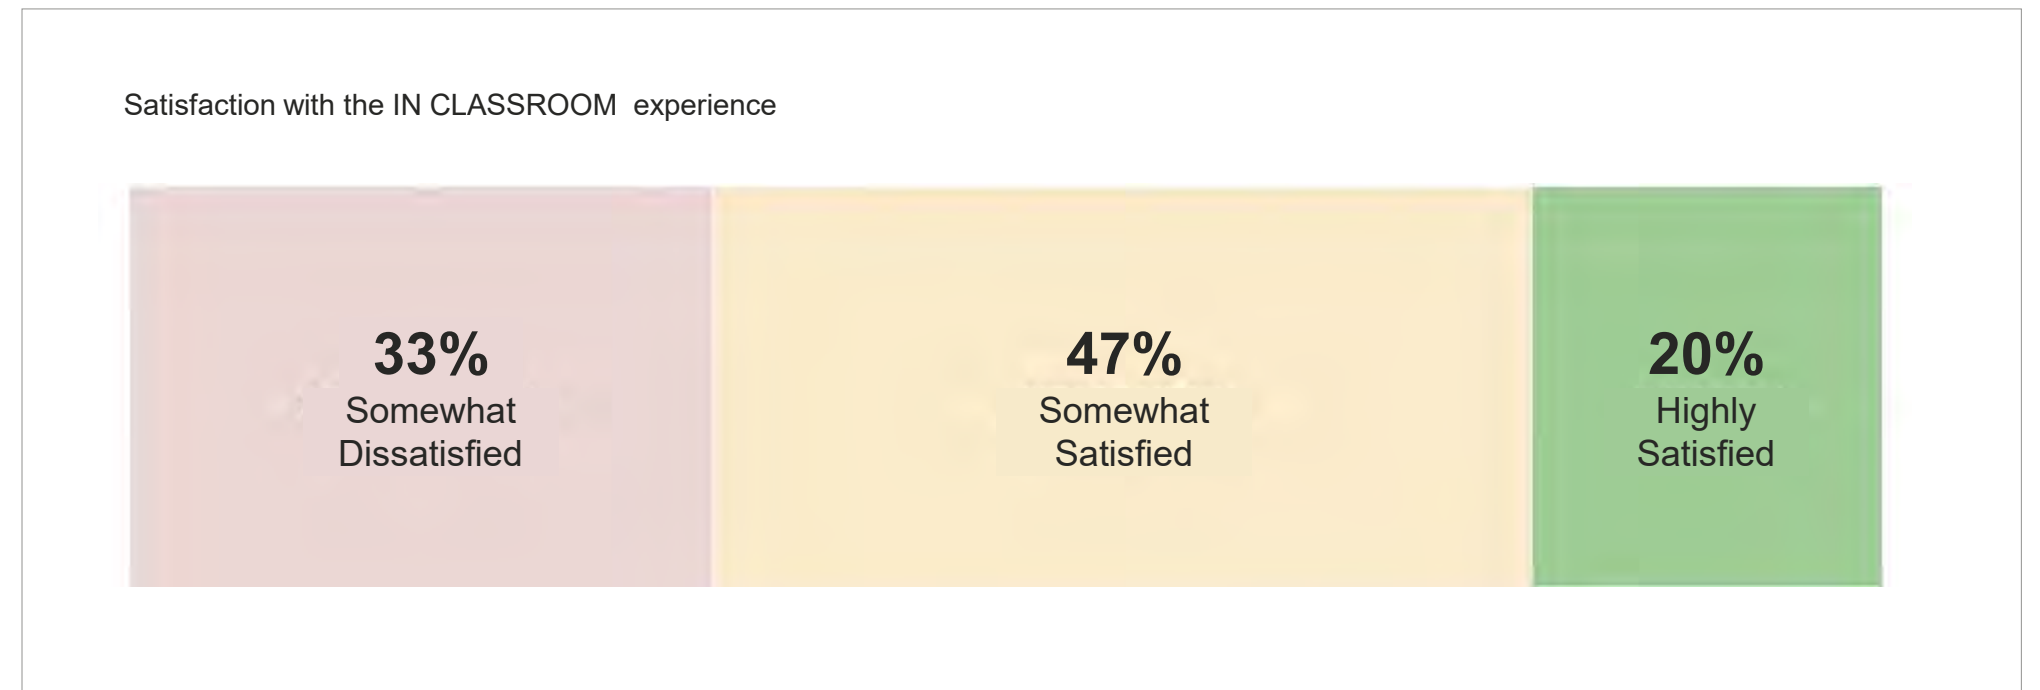 Satisfaction with the IN CLASSROOM  experience
33%
Somewhat
Dissatisfied
47%
Somewhat
Satisfied
20%
Highly
Satisfied